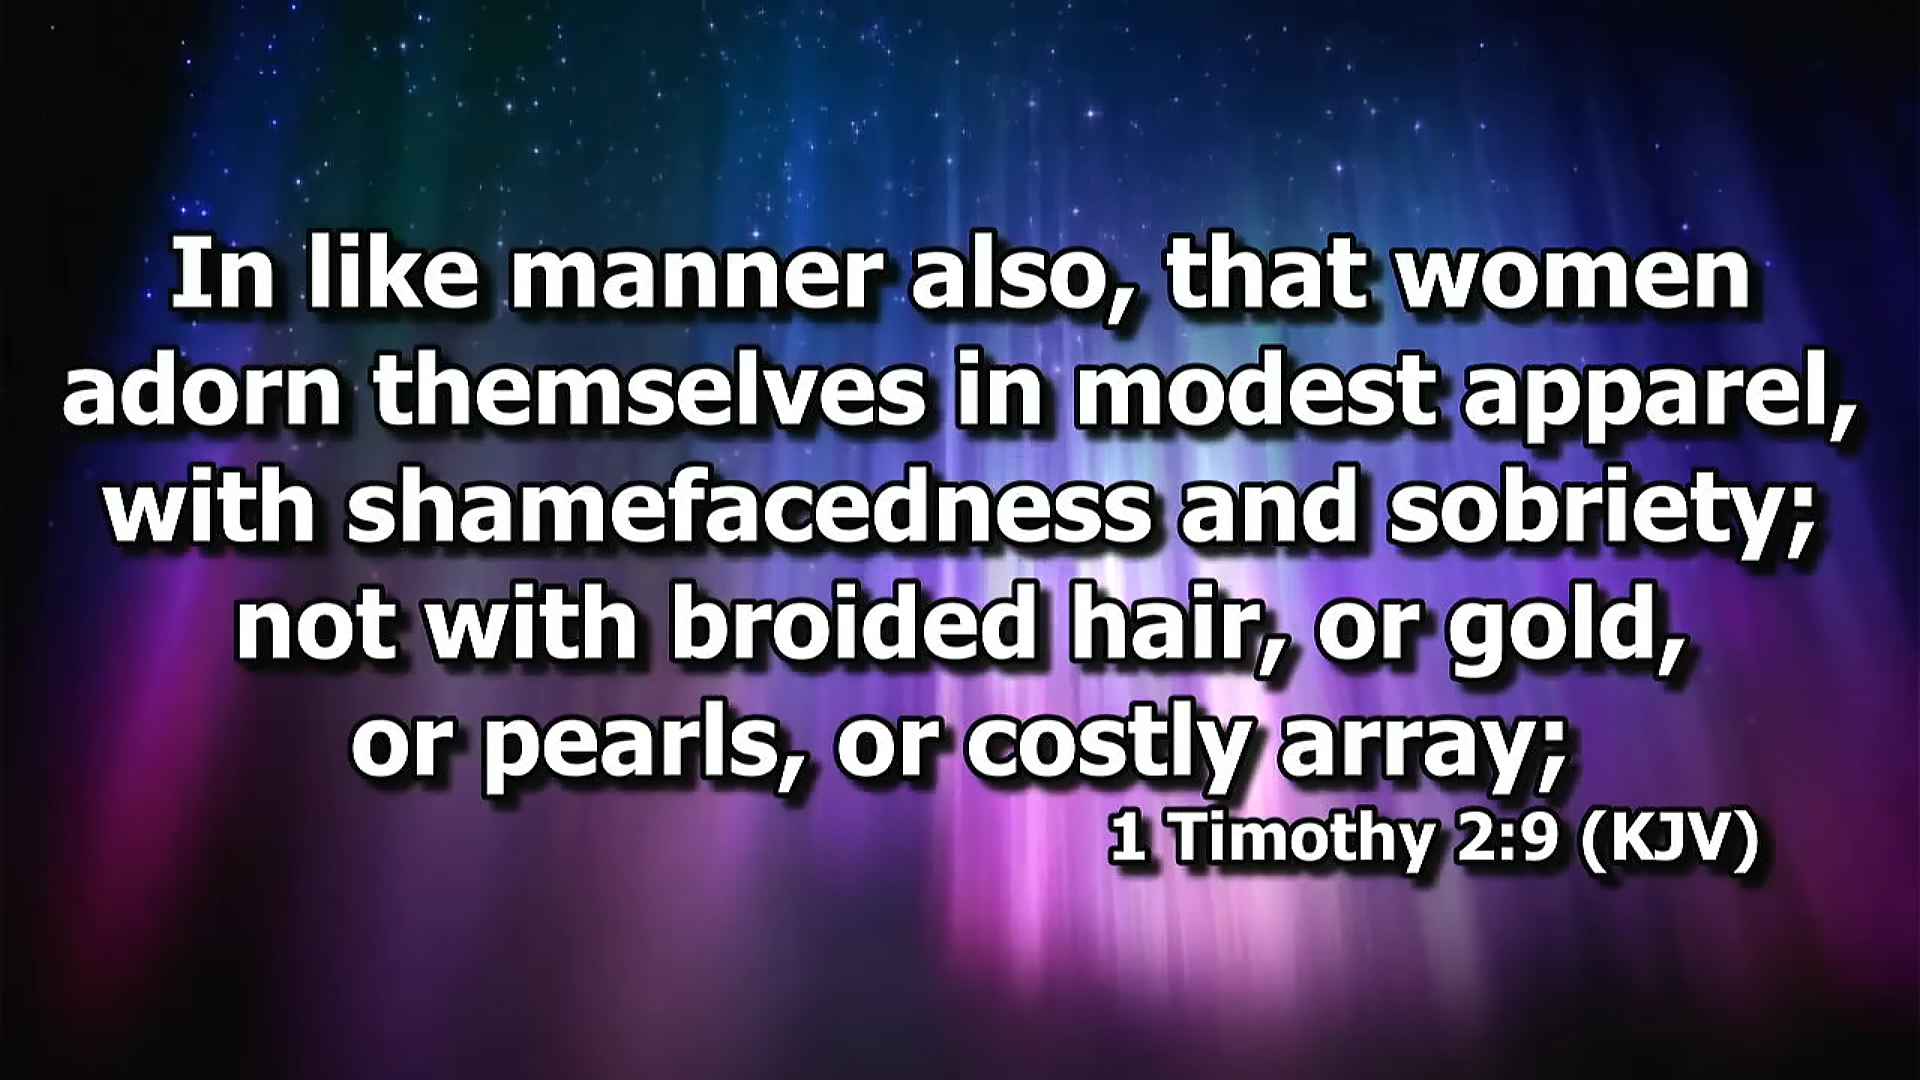 In like manner also, that women
adorn themselves in modest apparel,
with shamefacedness and sobriety;
not with broided hair, or gold,
or pearls, or costly array;
1 Timothy 2:9 (KJV)